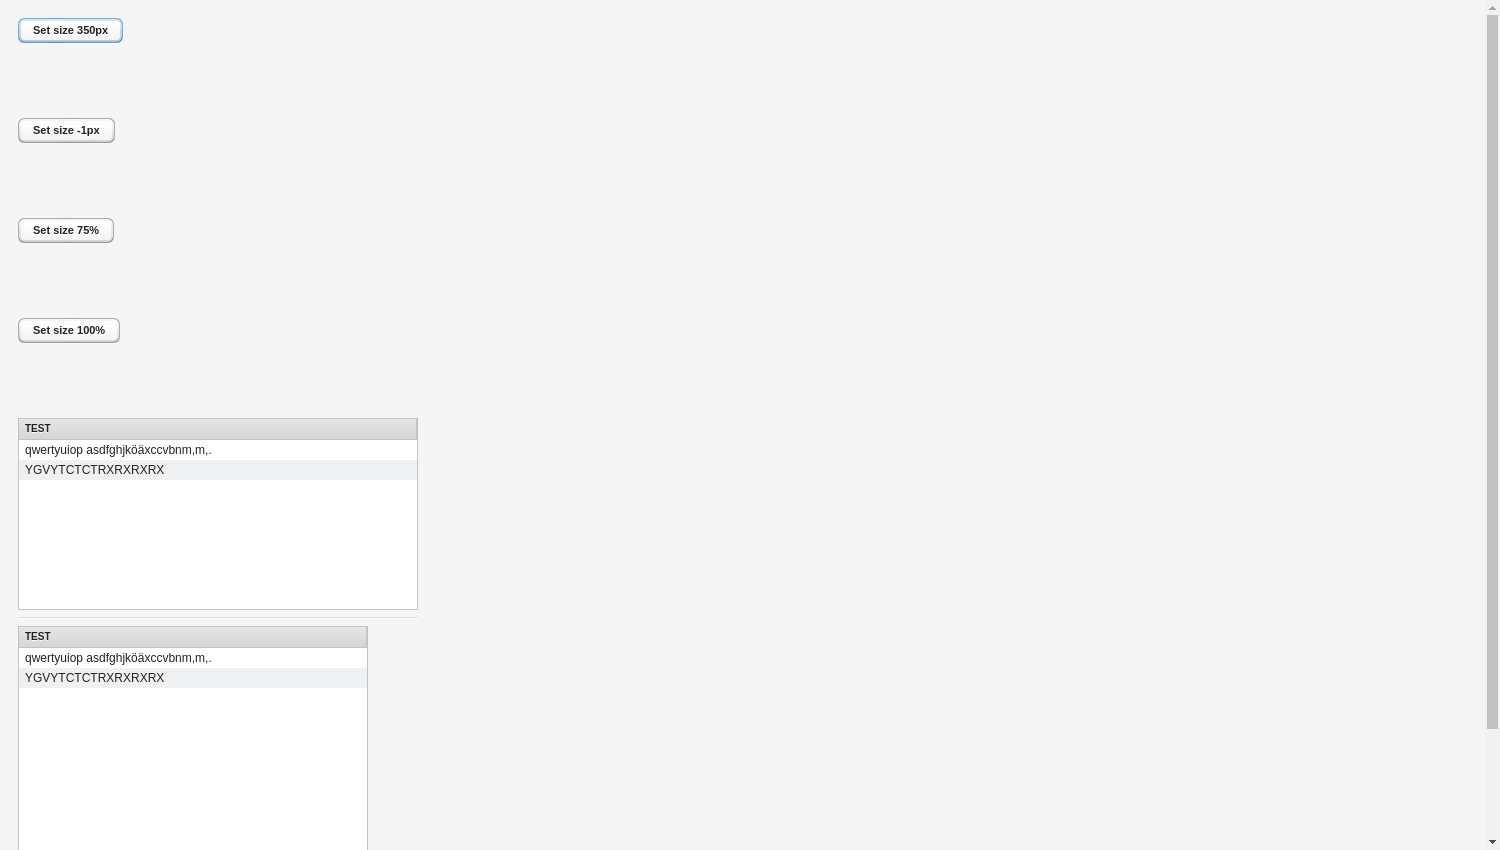 Set size 350px
Set size -1px
Set size 75%
Set size 100%
TEST
qwertyuiop asdfghjköäxccvbnm,m,.
YGVYTCTCTRXRXRXRX
TEST
qwertyuiop asdfghjköäxccvbnm,m,.
YGVYTCTCTRXRXRXRX